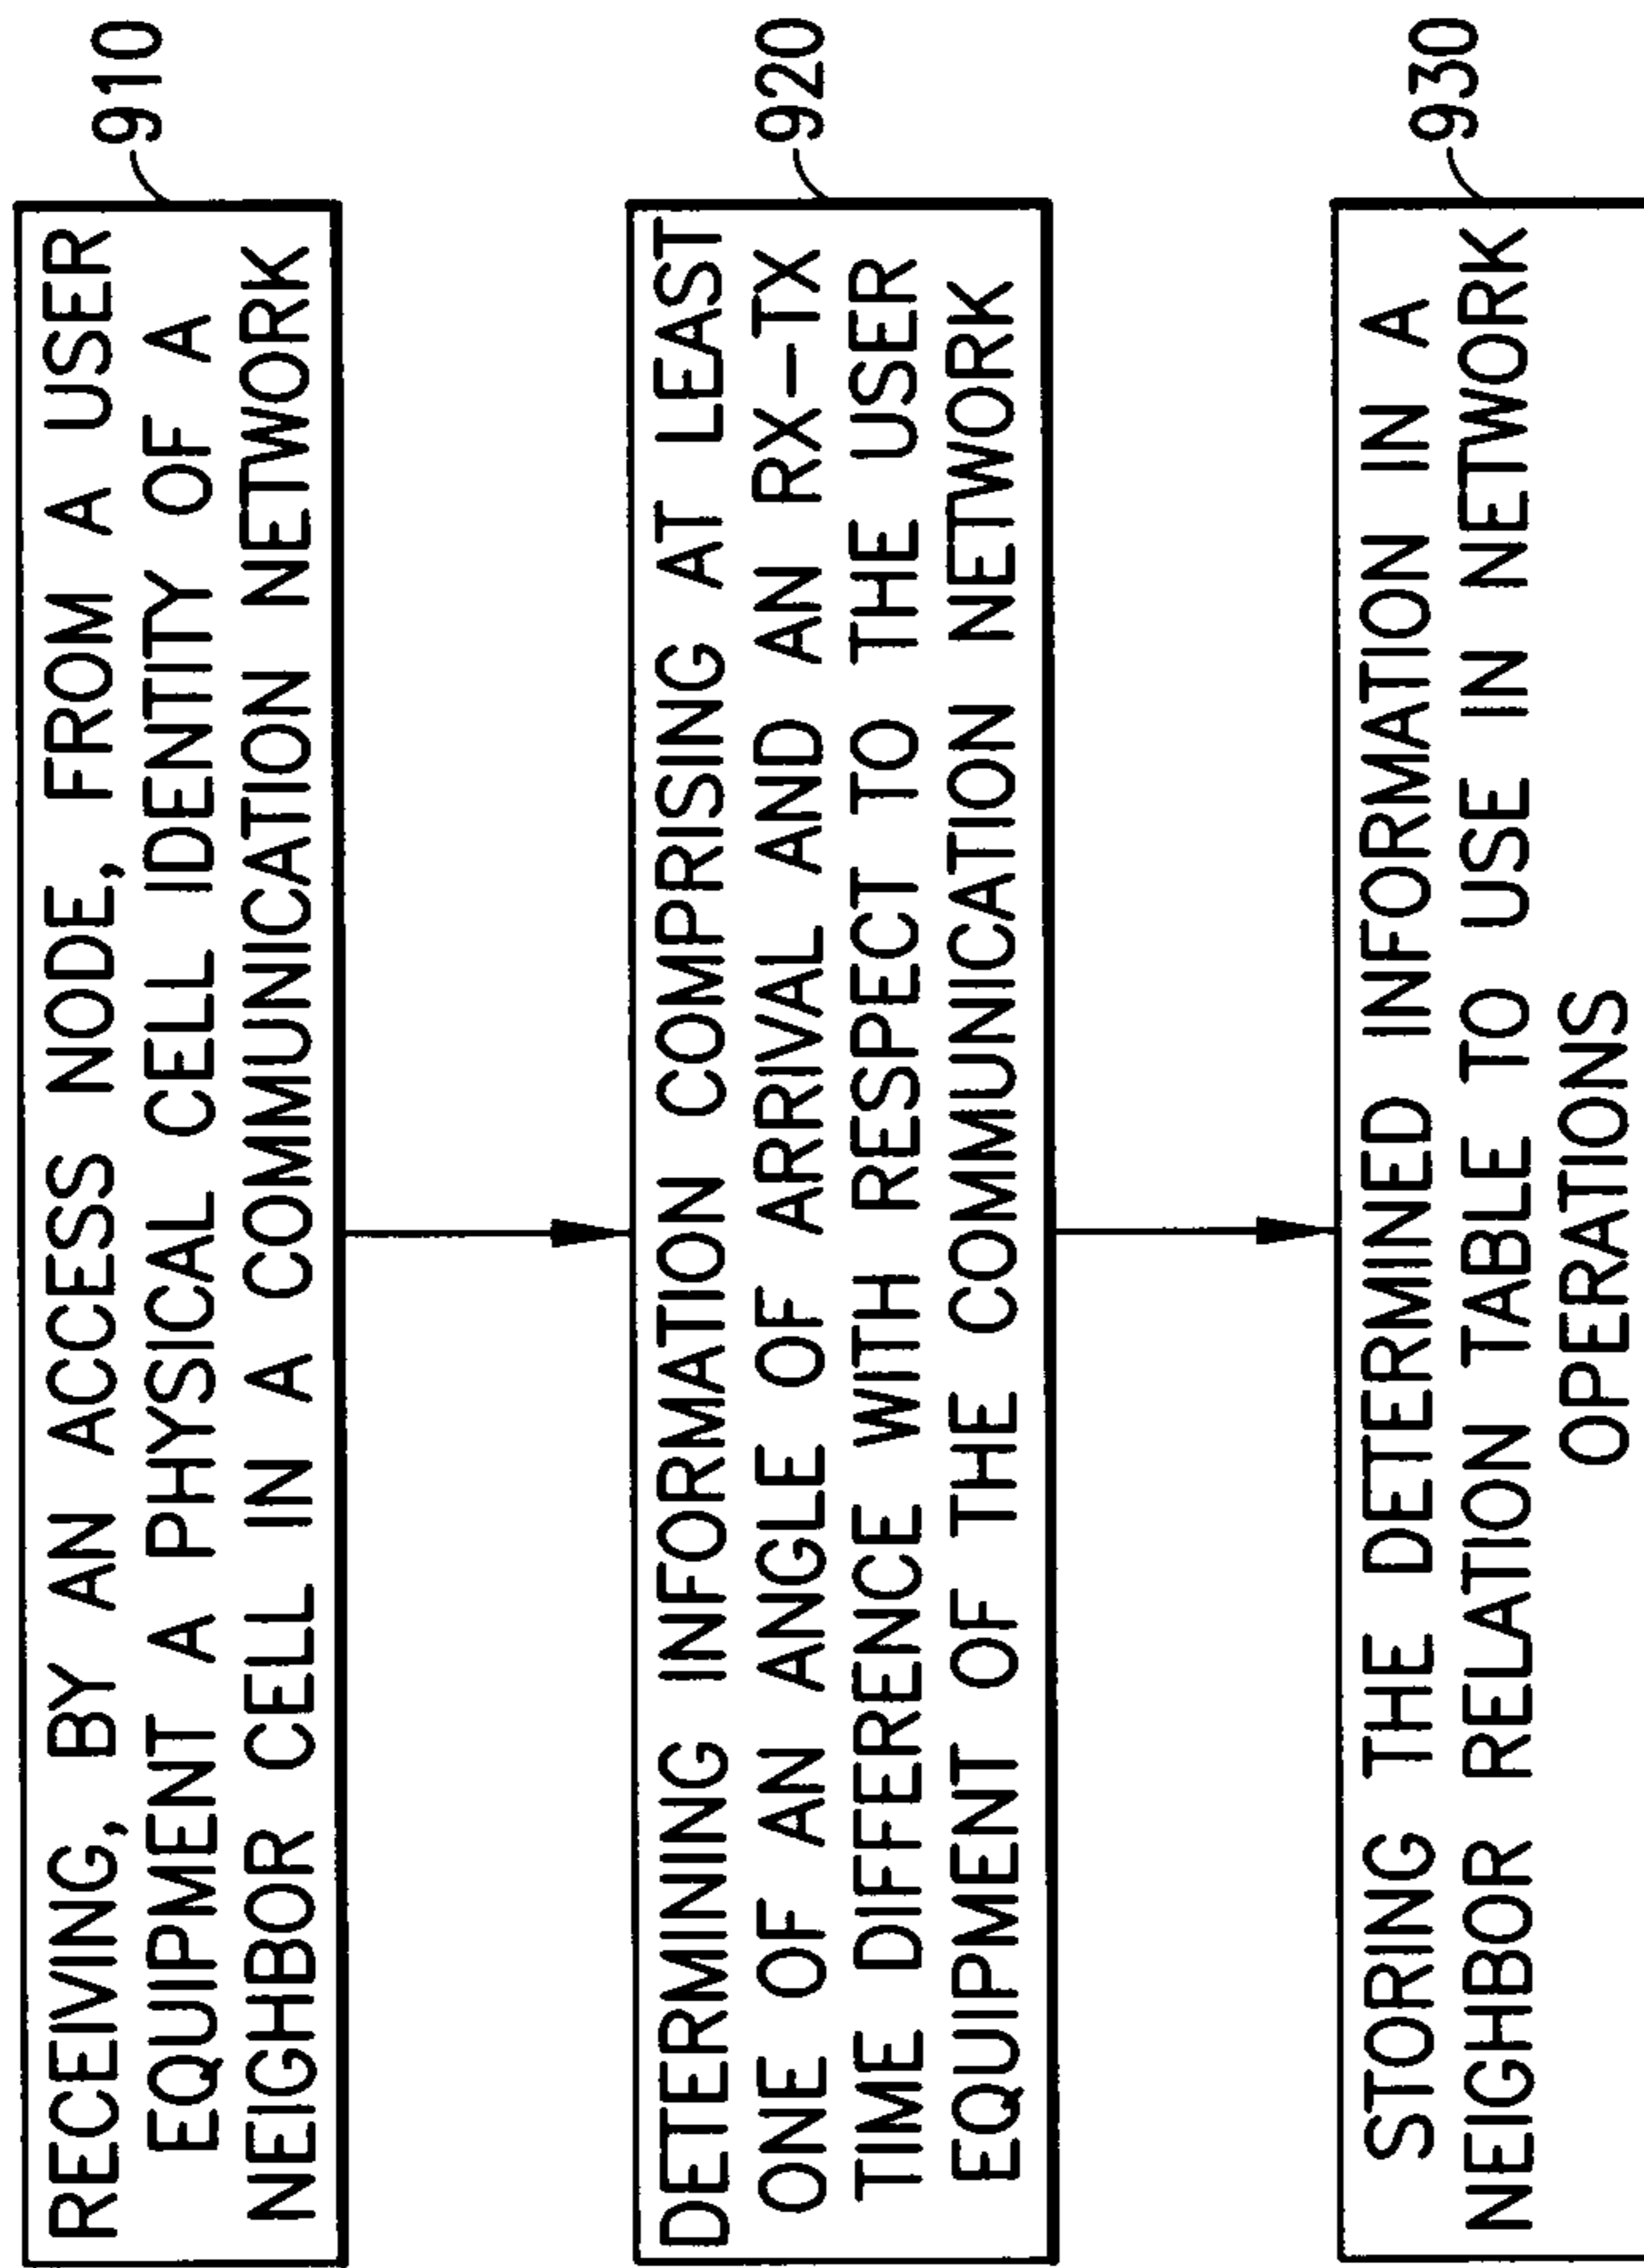 RECEIVING, BY AN ACCESS NODE, FROM A USER
EQUIPMENT A PHYSICAL CELL IDENTITY OF A
NEIGHBOR CELL IN A COMMUNICATION NETWORK
910
DETERMINING INFORMATION COMPRISING AT LEAST
ONE OF AN ANGLE OF ARRIVAL AND AN RX-TX
TIME DIFFERENCE WITH RESPECT TO THE USER
EQUIPMENT OF THE COMMUNICATION NETWORK
920
STORING THE DETERMINED INFORMATION IN A
NEIGHBOR RELATION TABLE TO USE IN NETWORK
OPERATIONS
930